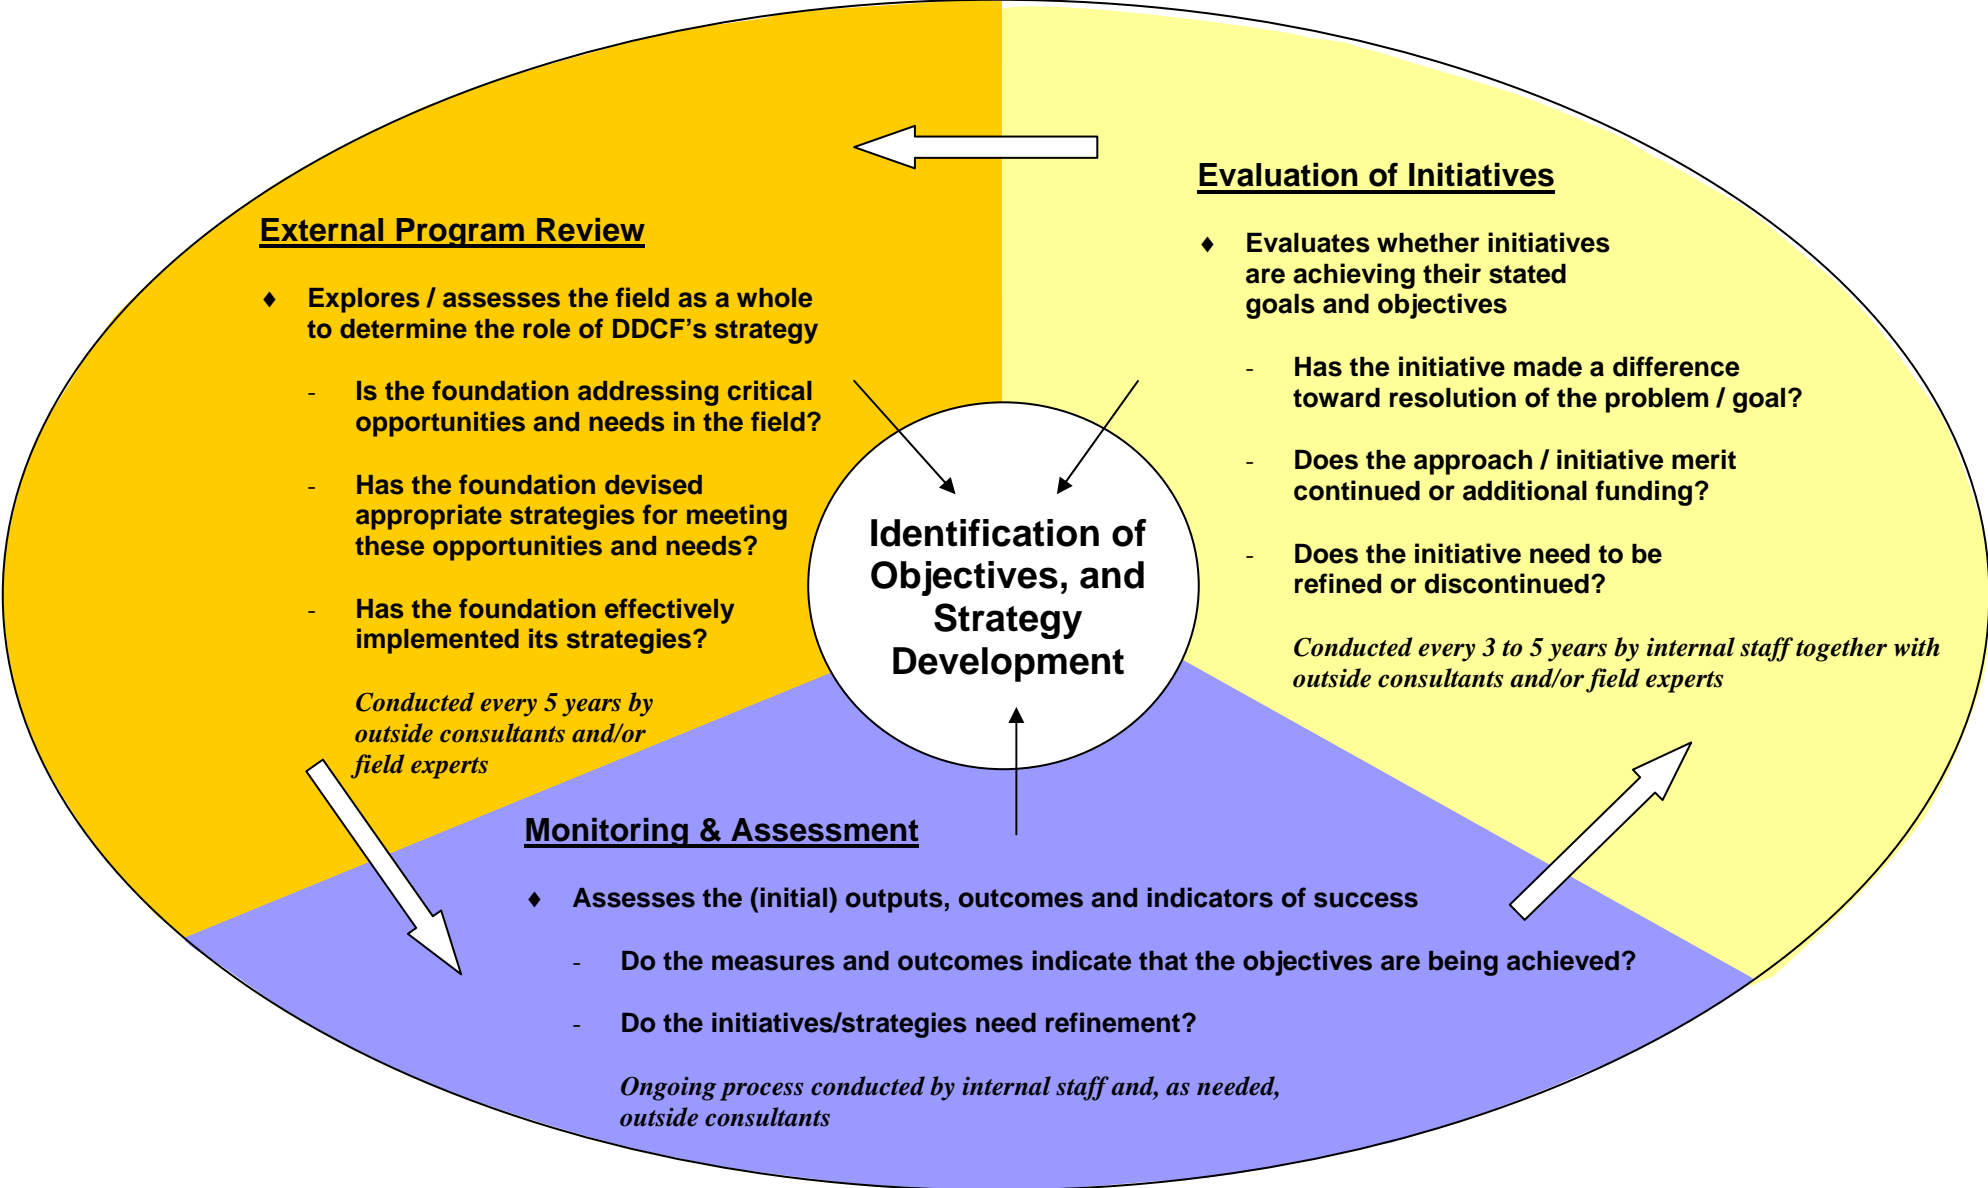 External Program Review
♦ Explores / assesses the field as a whole
to determine the role of DDCF’s strategy
- Is the foundation addressing critical
opportunities and needs in the field?
- Has the foundation devised
appropriate strategies for meeting
these opportunities and needs?
- Has the foundation effectively
implemented its strategies?
Conducted every 5 years by
outside consultants and/or
field experts
Evaluation of Initiatives
♦ Evaluates whether initiatives
are achieving their stated
goals and objectives
- Has the initiative made a difference
toward resolution of the problem / goal?
- Does the approach / initiative merit
continued or additional funding?
- Does the initiative need to be
refined or discontinued?
Conducted every 3 to 5 years by internal staff together with
outside consultants and/or field experts
Identification of
Objectives, and
Strategy
Development
Monitoring & Assessment
♦ Assesses the (initial) outputs, outcomes and indicators of success
- Do the measures and outcomes indicate that the objectives are being achieved?
- Do the initiatives/strategies need refinement?
Ongoing process conducted by internal staff and, as needed,
outside consultants